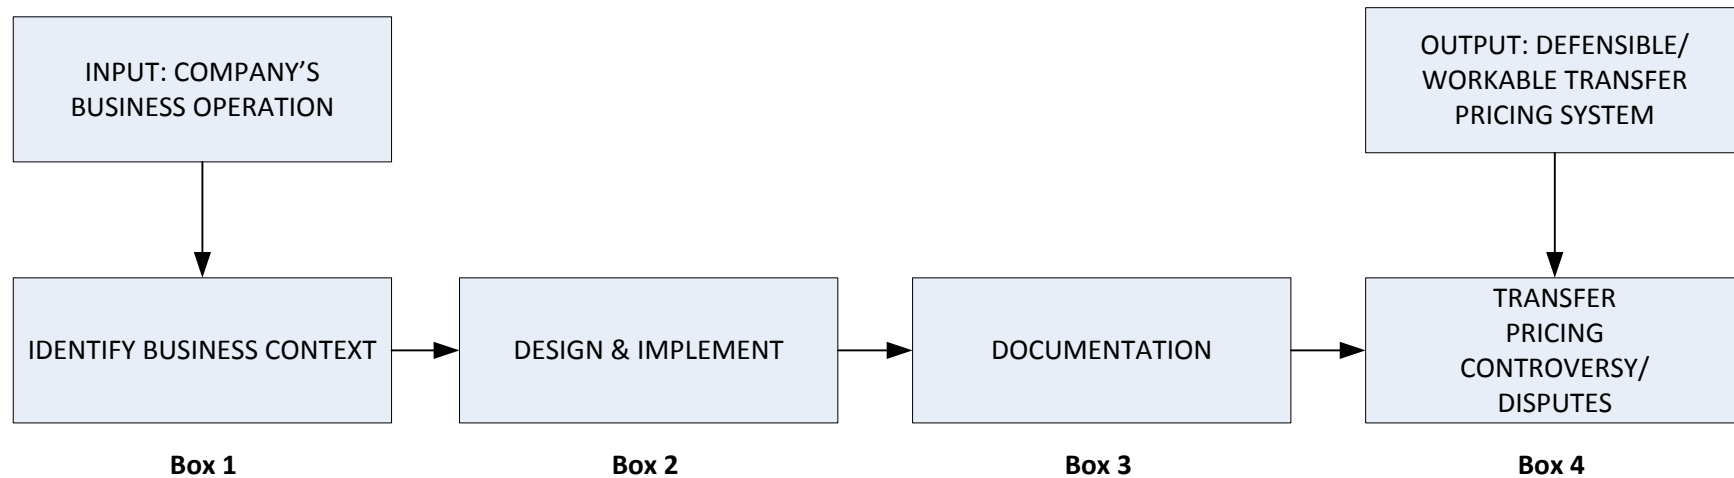 INPUT: COMPANY’S
BUSINESS OPERATION
OUTPUT: DEFENSIBLE/
WORKABLE TRANSFER
PRICING SYSTEM
IDENTIFY BUSINESS CONTEXT
DESIGN & IMPLEMENT
DOCUMENTATION
TRANSFER
PRICING
CONTROVERSY/
DISPUTES
Box 1
Box 2
Box 3
Box 4